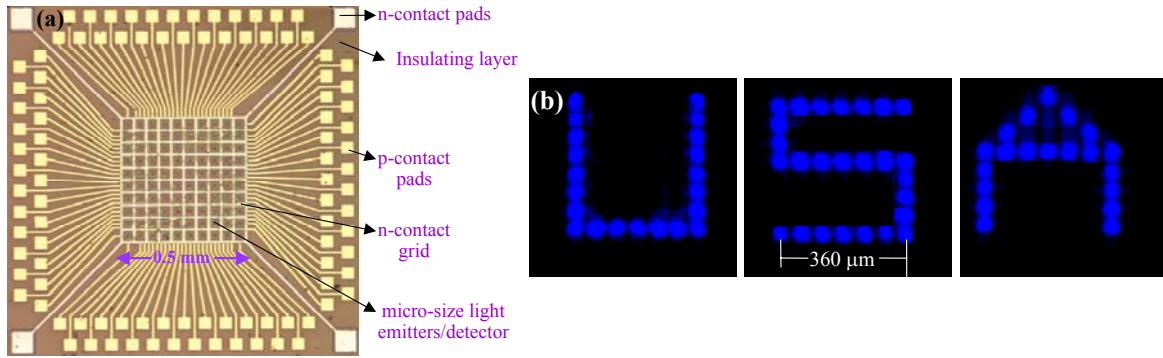 (a)
n-contact pads
Insulating layer
p-contact
pads
n-contact
grid
0.5 mm
micro-size light
emitters/detector
(b)
U S A
360 μm